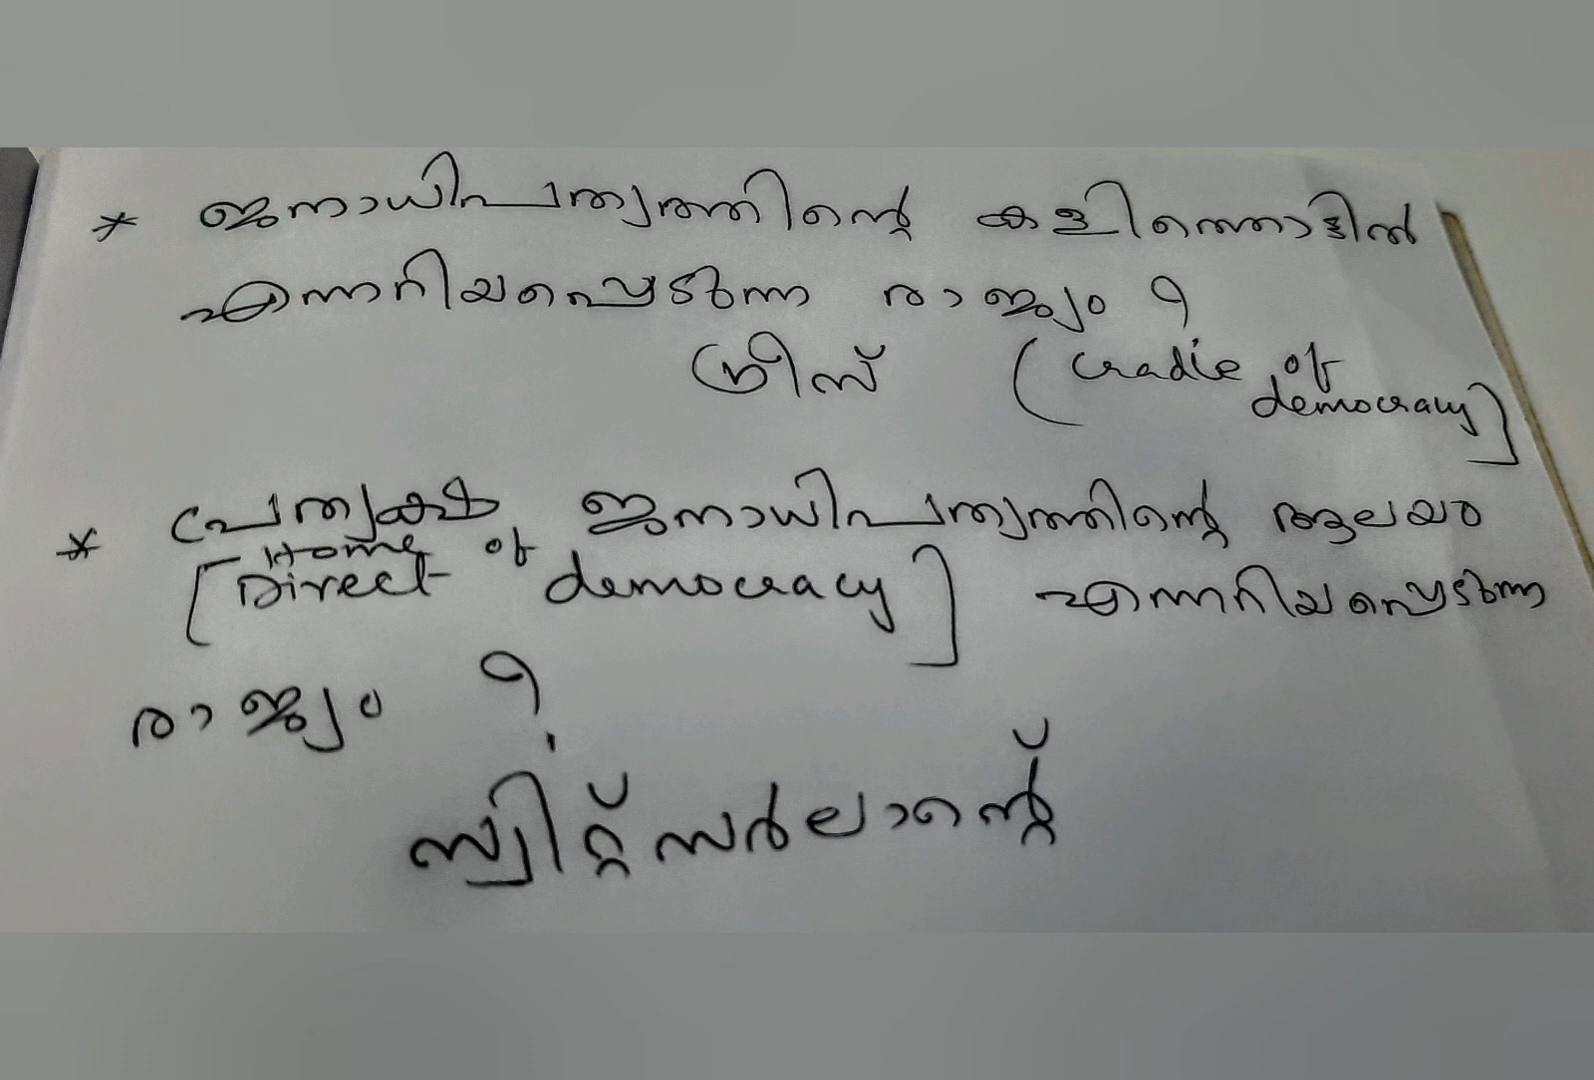 * ജനാധിപത്യത്തിന്റെ കളിത്തൊട്ടിൽ
എന്നറിയപ്പെടുന്ന രാജ്യം ?
ഗ്രീസ് (Cradle of
democracy]
* പ്രത്യക്ഷ ജനാധിപത്യത്തിന്റെ ആലയം
[Home of
Direct democracy] എന്നറിയപ്പെടുന്ന
രാജ്യം ?
സ്വിറ്റ്സർലാന്റ്